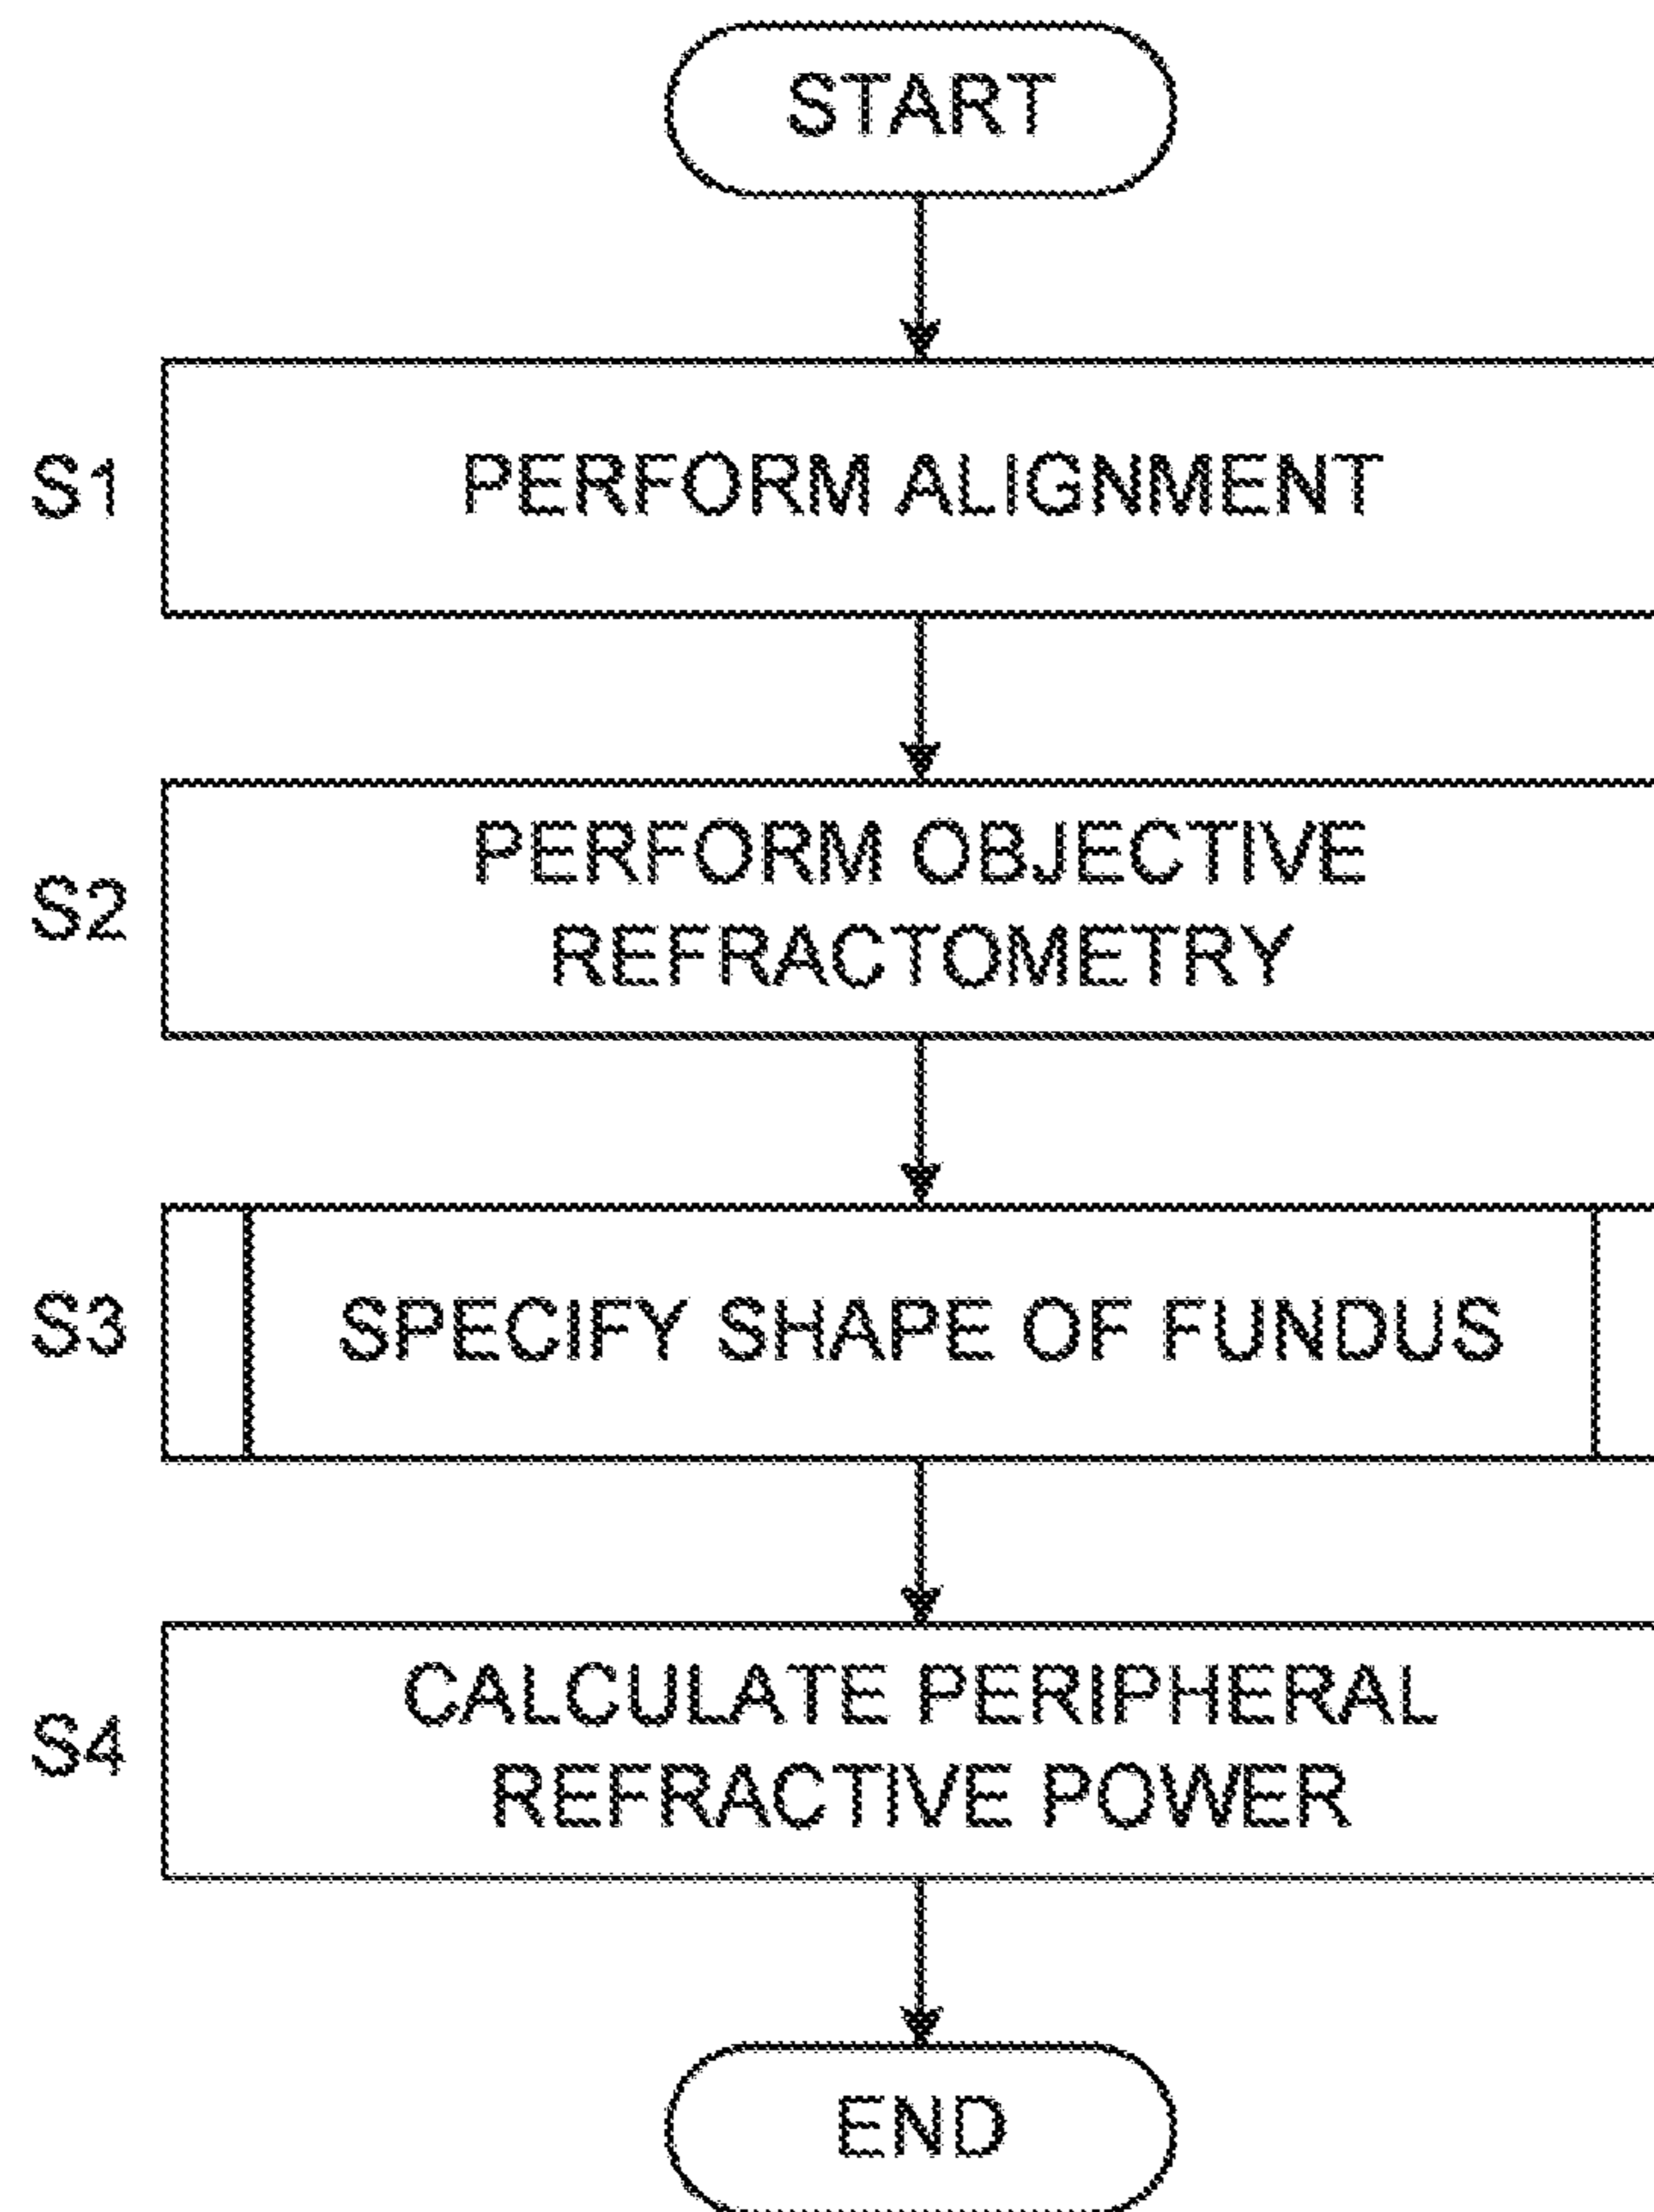 START
S1
PERFORM ALIGNMENT
S2
PERFORM OBJECTIVE
REFRACTOMETRY
S3
SPECIFY SHAPE OF FUNDUS
S4
CALCULATE PERIPHERAL
REFRACTIVE POWER
END